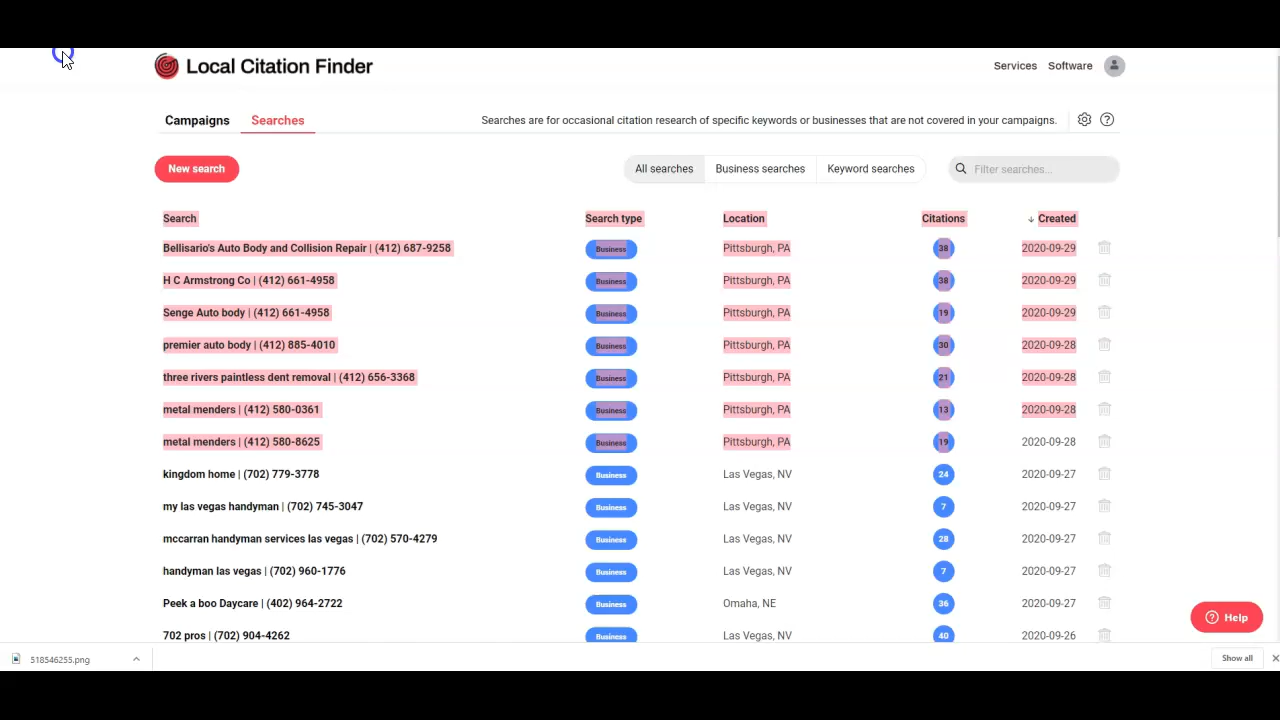 Local Citation Finder
Services Software
Campaigns Searches Searches are for occasional citation research of specific keywords or businesses that are not covered in your campaigns.
New search All searches Business searches Keyword searches Filter searches...
Search Search type Location Citations ↓ Created
Bellisario's Auto Body and Collision Repair | (412) 687-9258 Business Pittsburgh, PA 38 2020-09-29
H C Armstrong Co | (412) 661-4958 Business Pittsburgh, PA 38 2020-09-29
Senge Auto body | (412) 661-4958 Business Pittsburgh, PA 19 2020-09-29
premier auto body | (412) 885-4010 Business Pittsburgh, PA 30 2020-09-28
three rivers paintless dent removal | (412) 656-3368 Business Pittsburgh, PA 21 2020-09-28
metal menders | (412) 580-0361 Business Pittsburgh, PA 13 2020-09-28
metal menders | (412) 580-8625 Business Pittsburgh, PA 19 2020-09-28
kingdom home | (702) 779-3778 Business Las Vegas, NV 24 2020-09-27
my las vegas handyman | (702) 745-3047 Business Las Vegas, NV 7 2020-09-27
mccarran handyman services las vegas | (702) 570-4279 Business Las Vegas, NV 28 2020-09-27
handyman las vegas | (702) 960-1776 Business Las Vegas, NV 7 2020-09-27
Peek a boo Daycare | (402) 964-2722 Business Omaha, NE 36 2020-09-27
702 pros | (702) 904-4262 Business Las Vegas, NV 40 2020-09-26
Help
518546255.png Show all